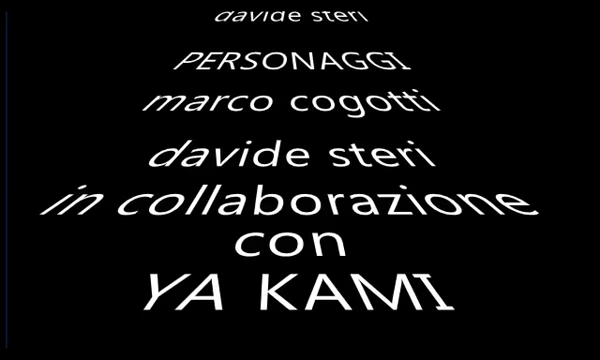 davide steri
PERSONAGGI
marco cogotti
davide steri
in collaborazione
con
YA KAMI